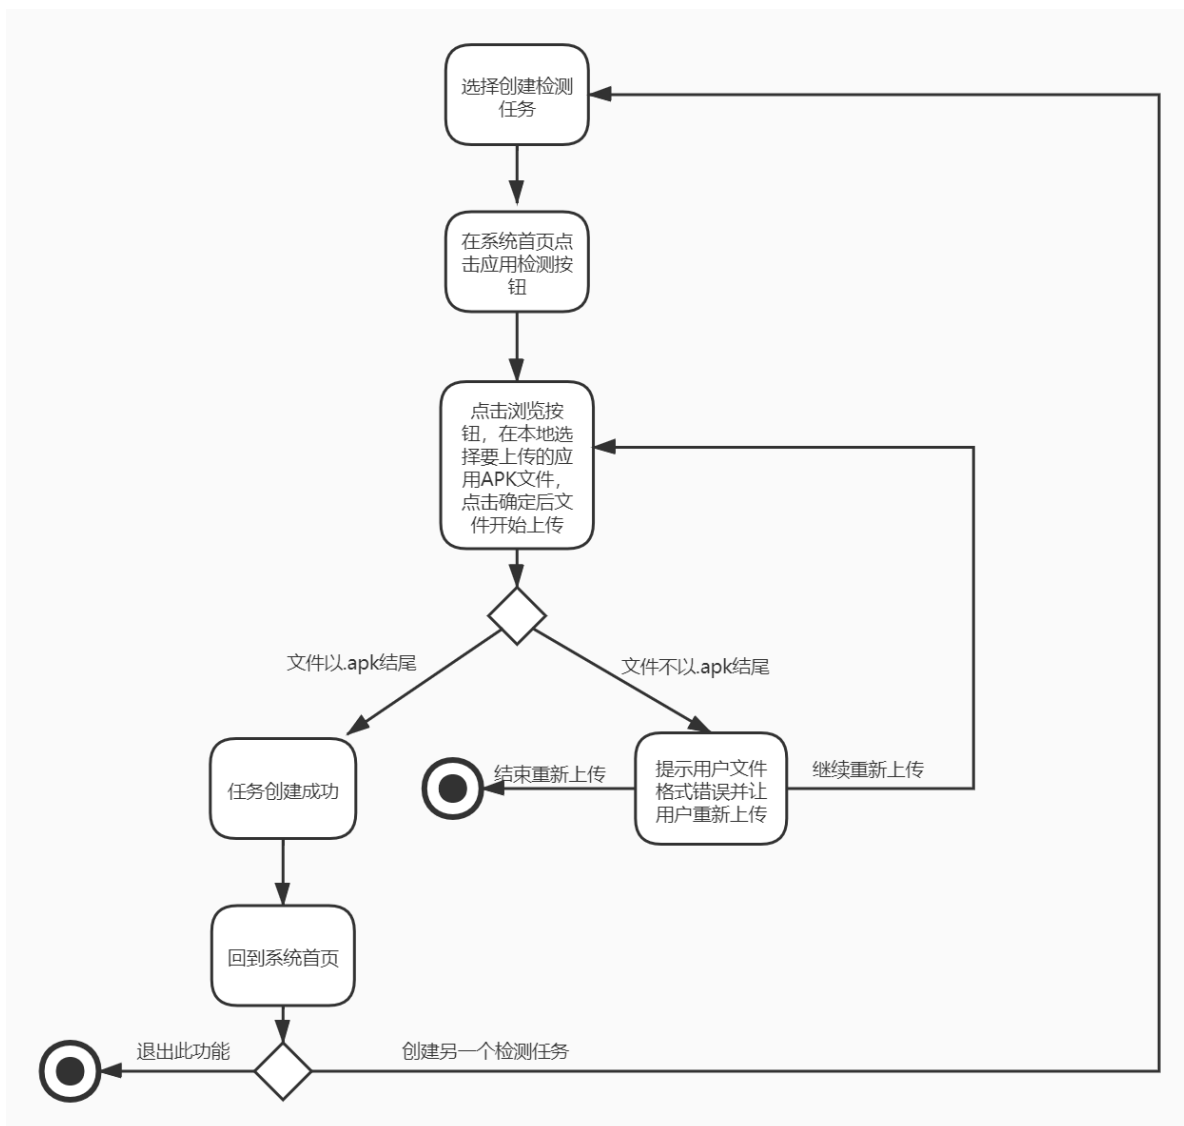 选择创建检测
任务
在系统首页点
击应用检测按
钮
点击浏览按
钮，在本地选
择要上传的应
用APK文件，
点击确定后文
件开始上传
文件以.apk结尾
文件不以.apk结尾
任务创建成功
结束重新上传
提示用户文件
格式错误并让
用户重新上传
继续重新上传
回到系统首页
退出此功能
创建另一个检测任务